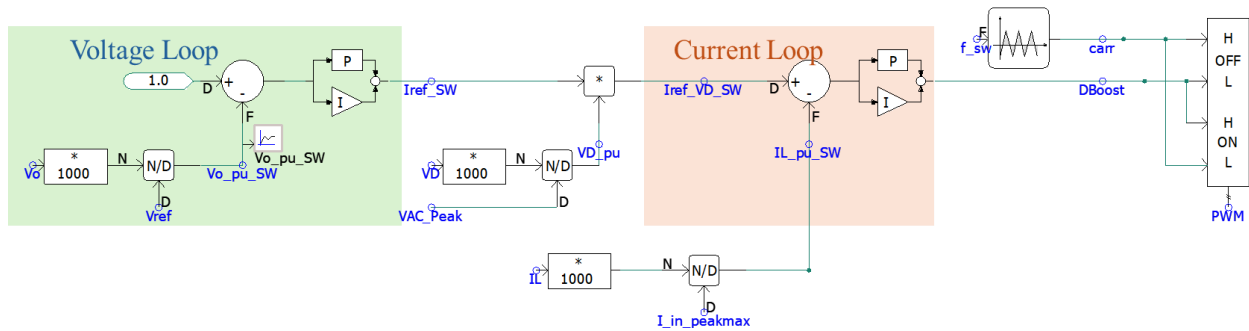 Voltage Loop
Current Loop
1.0
+
-
D
F
P
I
Iref_SW
Vo_pu_SW
Vo
*
1000
N
N/D
D
Vo_pu_SW
Vref
*
VD
*
1000
N
N/D
D
VD_pu
VAC_Peak
Iref_VD_SW
+
-
D
F
P
I
IL_pu_SW
IL
*
1000
N
N/D
D
I_in_peakmax
F
f_sw
carr
DBoost
H
OFF
L
H
ON
L
PWM